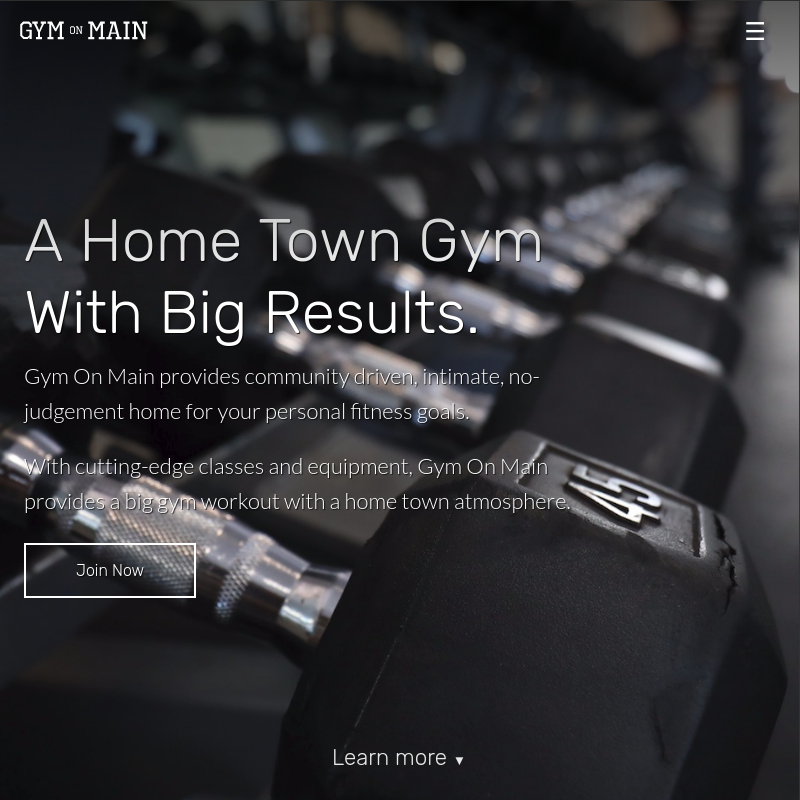 GYM ON MAIN
A Home Town Gym
With Big Results.
Gym On Main provides community driven, intimate, no-
judgement home for your personal fitness goals.
With cutting-edge classes and equipment, Gym On Main
provides a big gym workout with a home town atmosphere.
45
Join Now
Learn more ▼